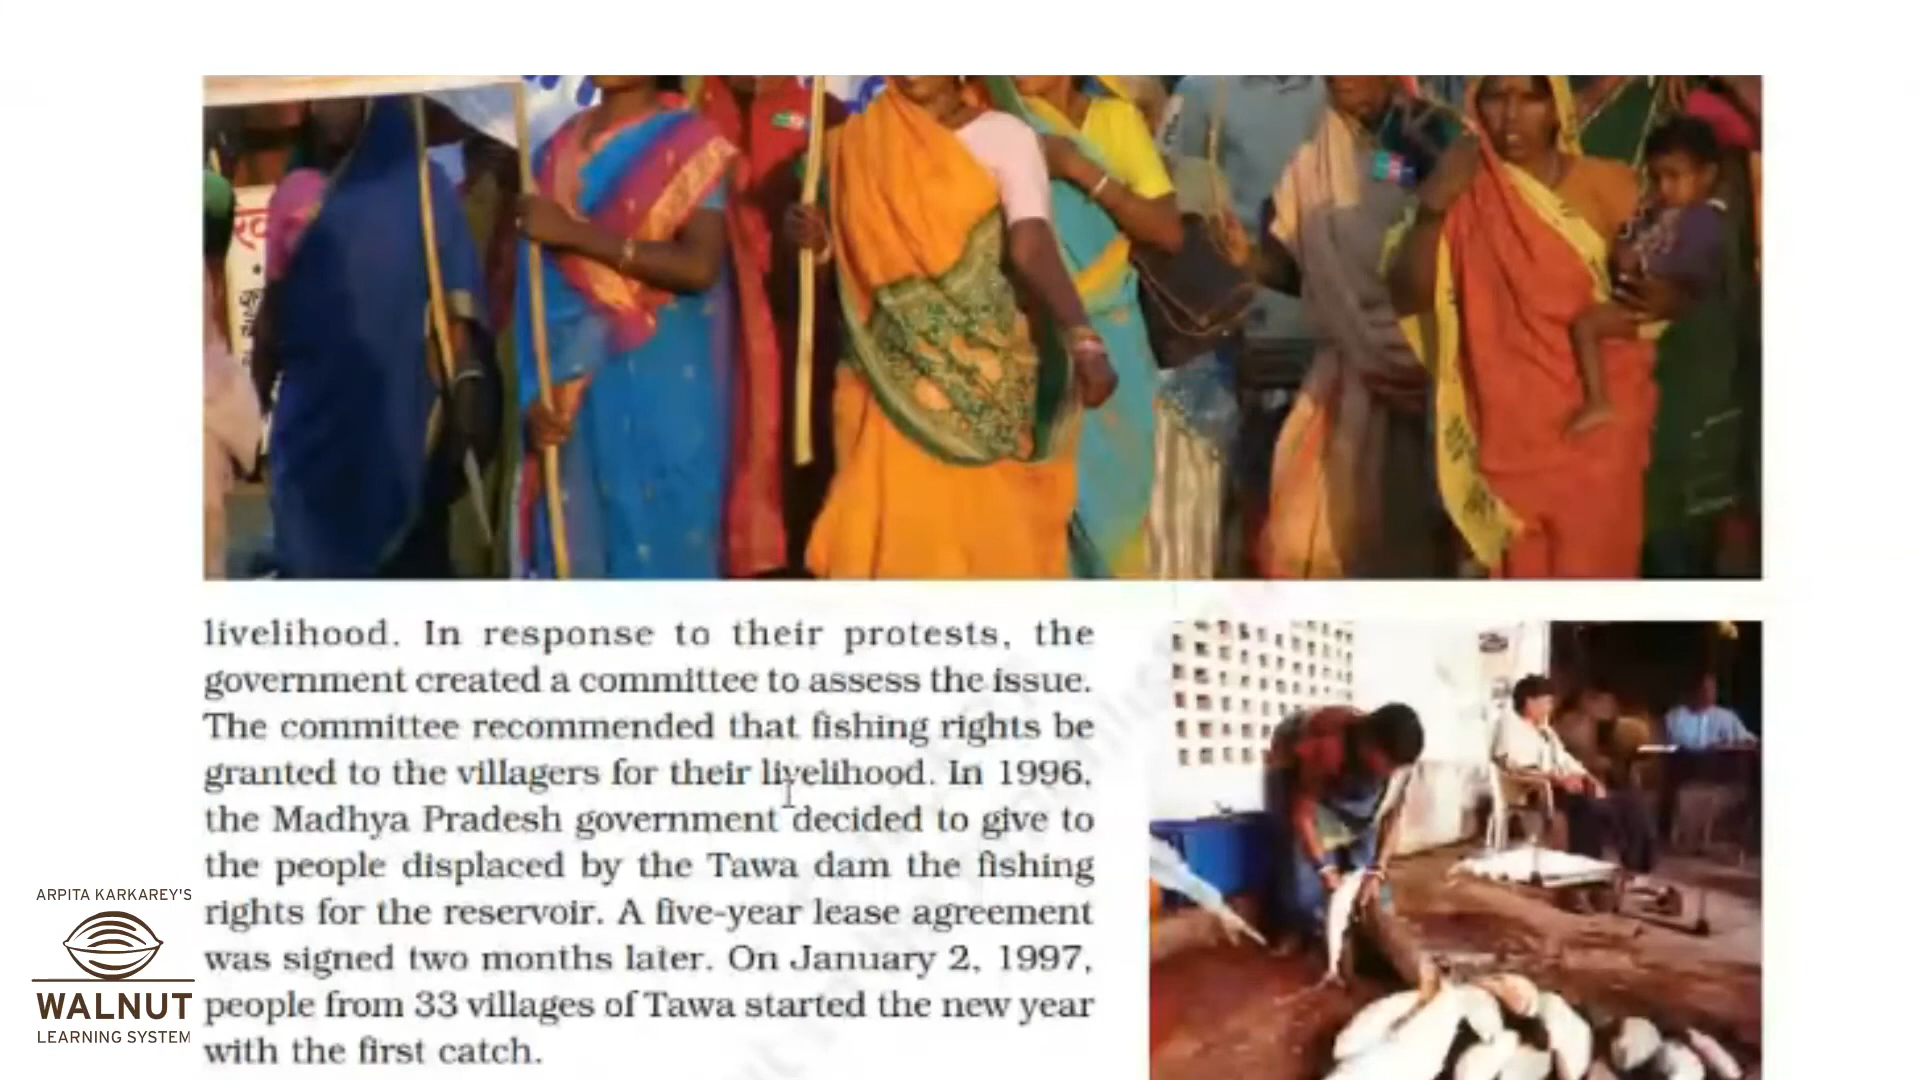 livelihood. In response to their protests, the
government created a committee to assess the issue.
The committee recommended that fishing rights be
granted to the villagers for their livelihood. In 1996,
the Madhya Pradesh government decided to give to
the people displaced by the Tawa dam the fishing
rights for the reservoir. A five-year lease agreement
was signed two months later. On January 2, 1997,
people from 33 villages of Tawa started the new year
with the first catch.
ARPITA KARKAREY'S
WALNUT
LEARNING SYSTEM